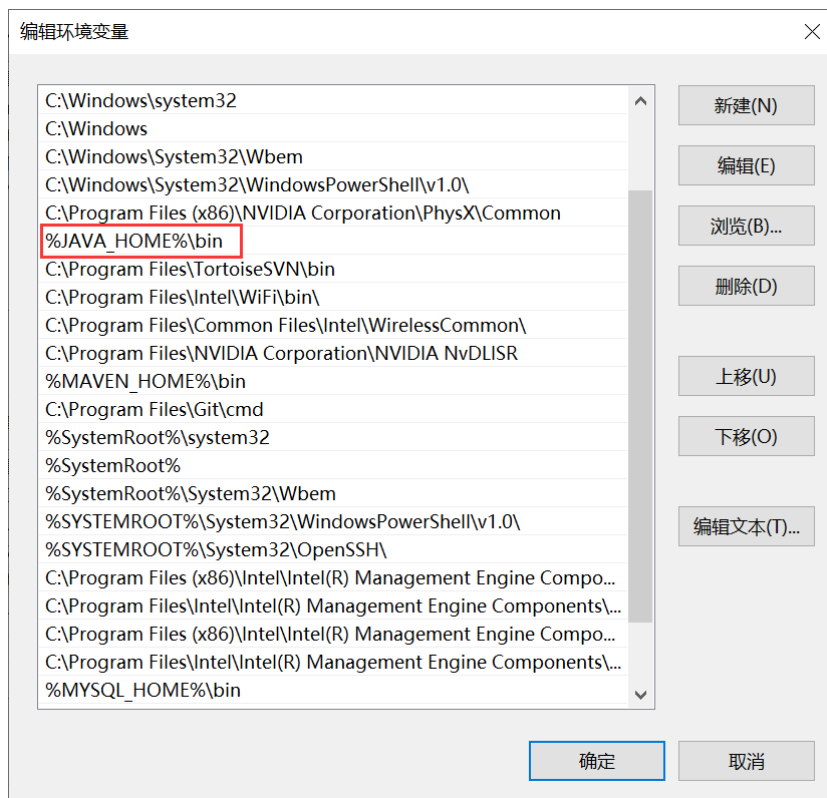 编辑环境变量
C:\Windows\system32
C:\Windows
C:\Windows\System32\Wbem
C:\Windows\System32\WindowsPowerShell\v1.0\
C:\Program Files (x86)\NVIDIA Corporation\PhysX\Common
%JAVA_HOME%\bin
C:\Program Files\TortoiseSVN\bin
C:\Program Files\Intel\WiFi\bin\
C:\Program Files\Common Files\Intel\WirelessCommon\
C:\Program Files\NVIDIA Corporation\NVIDIA NvDLISR
%MAVEN_HOME%\bin
C:\Program Files\Git\cmd
%SystemRoot%\system32
%SystemRoot%
%SystemRoot%\System32\Wbem
%SYSTEMROOT%\System32\WindowsPowerShell\v1.0\
%SYSTEMROOT%\System32\OpenSSH\
C:\Program Files (x86)\Intel\Intel(R) Management Engine Compo...
C:\Program Files\Intel\Intel(R) Management Engine Components\...
C:\Program Files (x86)\Intel\Intel(R) Management Engine Compo...
C:\Program Files\Intel\Intel(R) Management Engine Components\...
%MYSQL_HOME%\bin
新建(N)
编辑(E)
浏览(B)...
删除(D)
上移(U)
下移(O)
编辑文本(T)...
确定
取消